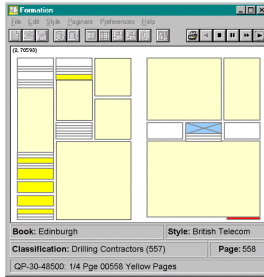 Formation
File Edit Style Paginate Preferences Help
(2, 70598)
Book: Edinburgh Style: British Telecom
Classification: Drilling Contractors (557) Page: 558
QP-30-48500: 1/4 Pge 00558 Yellow Pages